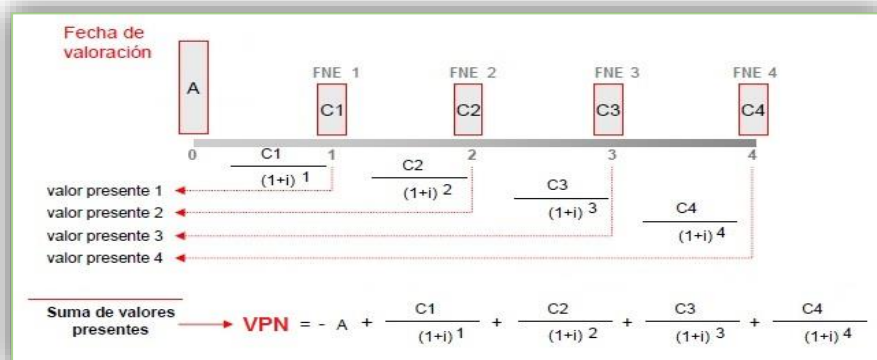 Fecha de
valoración
FNE 1 FNE 2 FNE 3 FNE 4
A C1 C2 C3 C4
0 1 2 3 4
C1
(1+i) 1
C2
(1+i) 2
C3
(1+i) 3
C4
(1+i) 4
valor presente 1
valor presente 2
valor presente 3
valor presente 4
Suma de valores
presentes
VPN = - A + C1 + C2 + C3 + C4
(1+i) 1 (1+i) 2 (1+i) 3 (1+i) 4